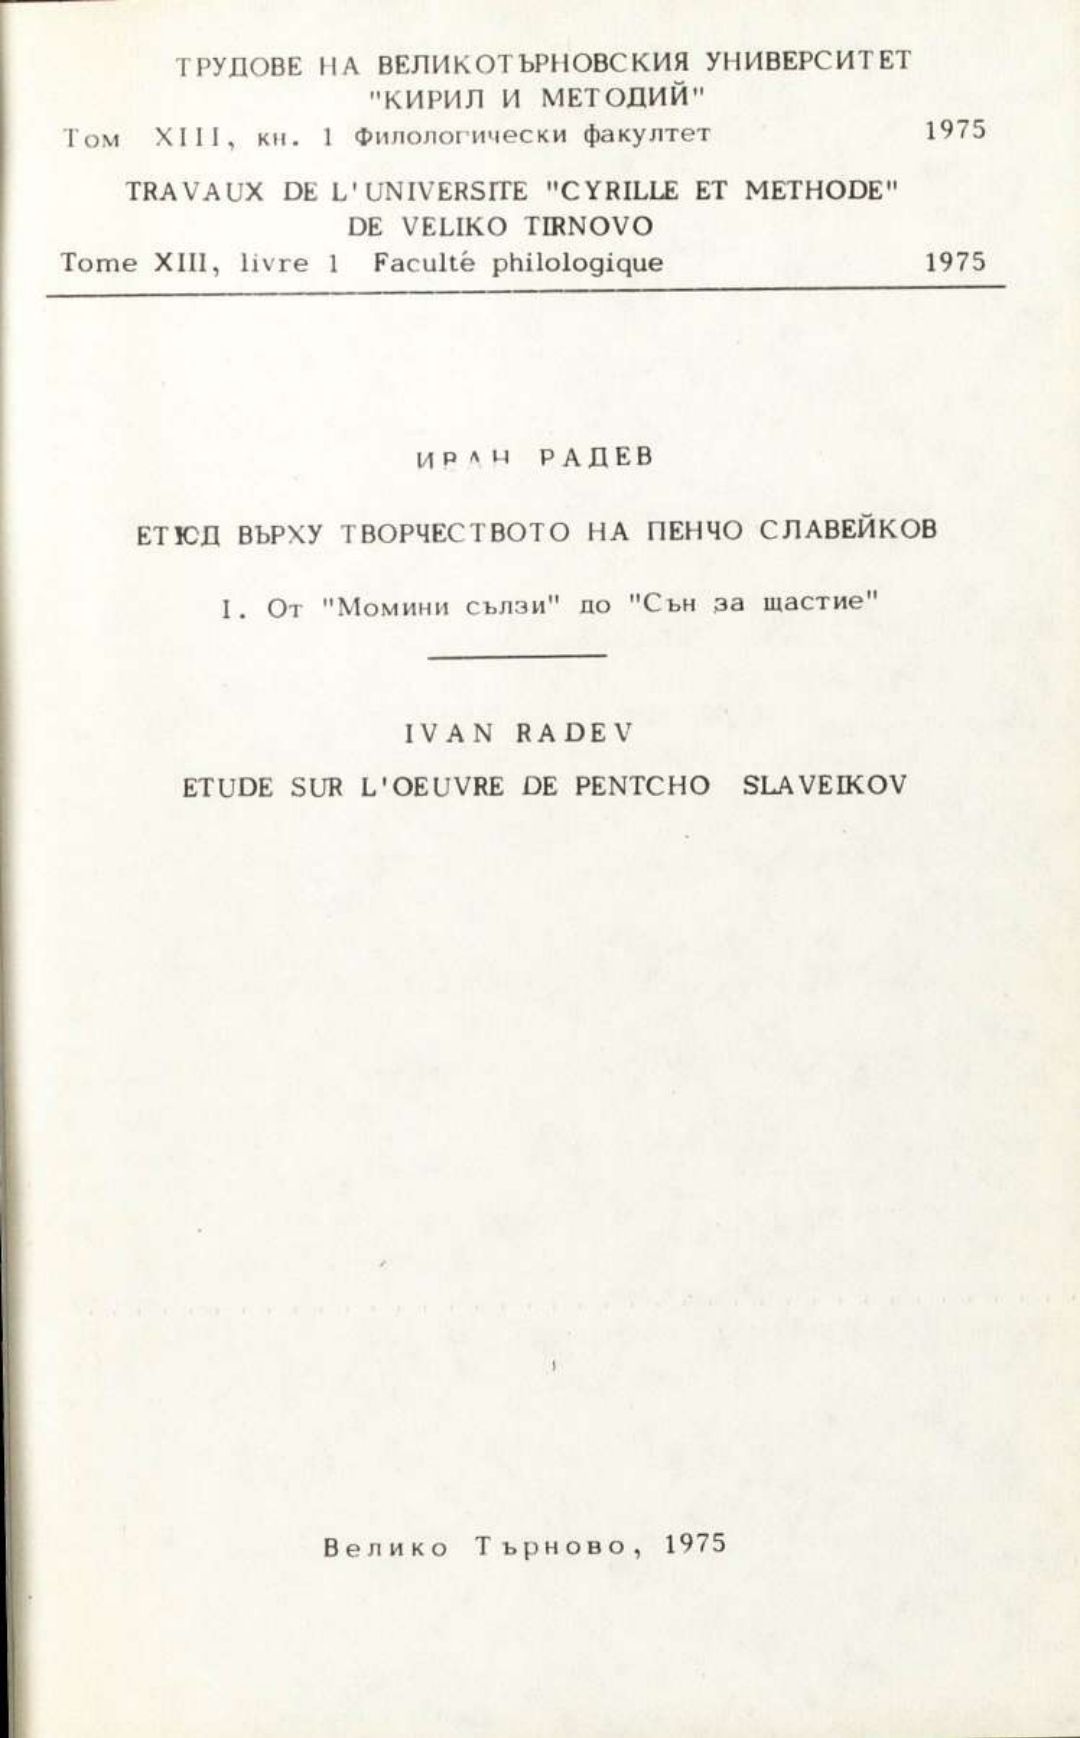 ТРУДОВЕ НА ВЕЛИКОТЪРНОВСКИЯ УНИВЕРСИТЕТ
"КИРИЛ И МЕТОДИЙ"
Том XIII, кн. 1 Филологически факултет 1975
TRAVAUX DE L'UNIVERSITE "CYRILLE ET METHODE"
DE VELIKO TIRNOVO
Tome XIII, livre 1 Faculté philologique 1975
ИВАН РАДЕВ
ЕТЮД ВЪРХУ ТВОРЧЕСТВОТО НА ПЕНЧО СЛАВЕЙКОВ
I. От "Момини сълзи" до "Сън за щастие"
IVAN RADEV
ETUDE SUR L'OEUVRE DE PENTCHO SLAVEIKOV
Велико Търново, 1975